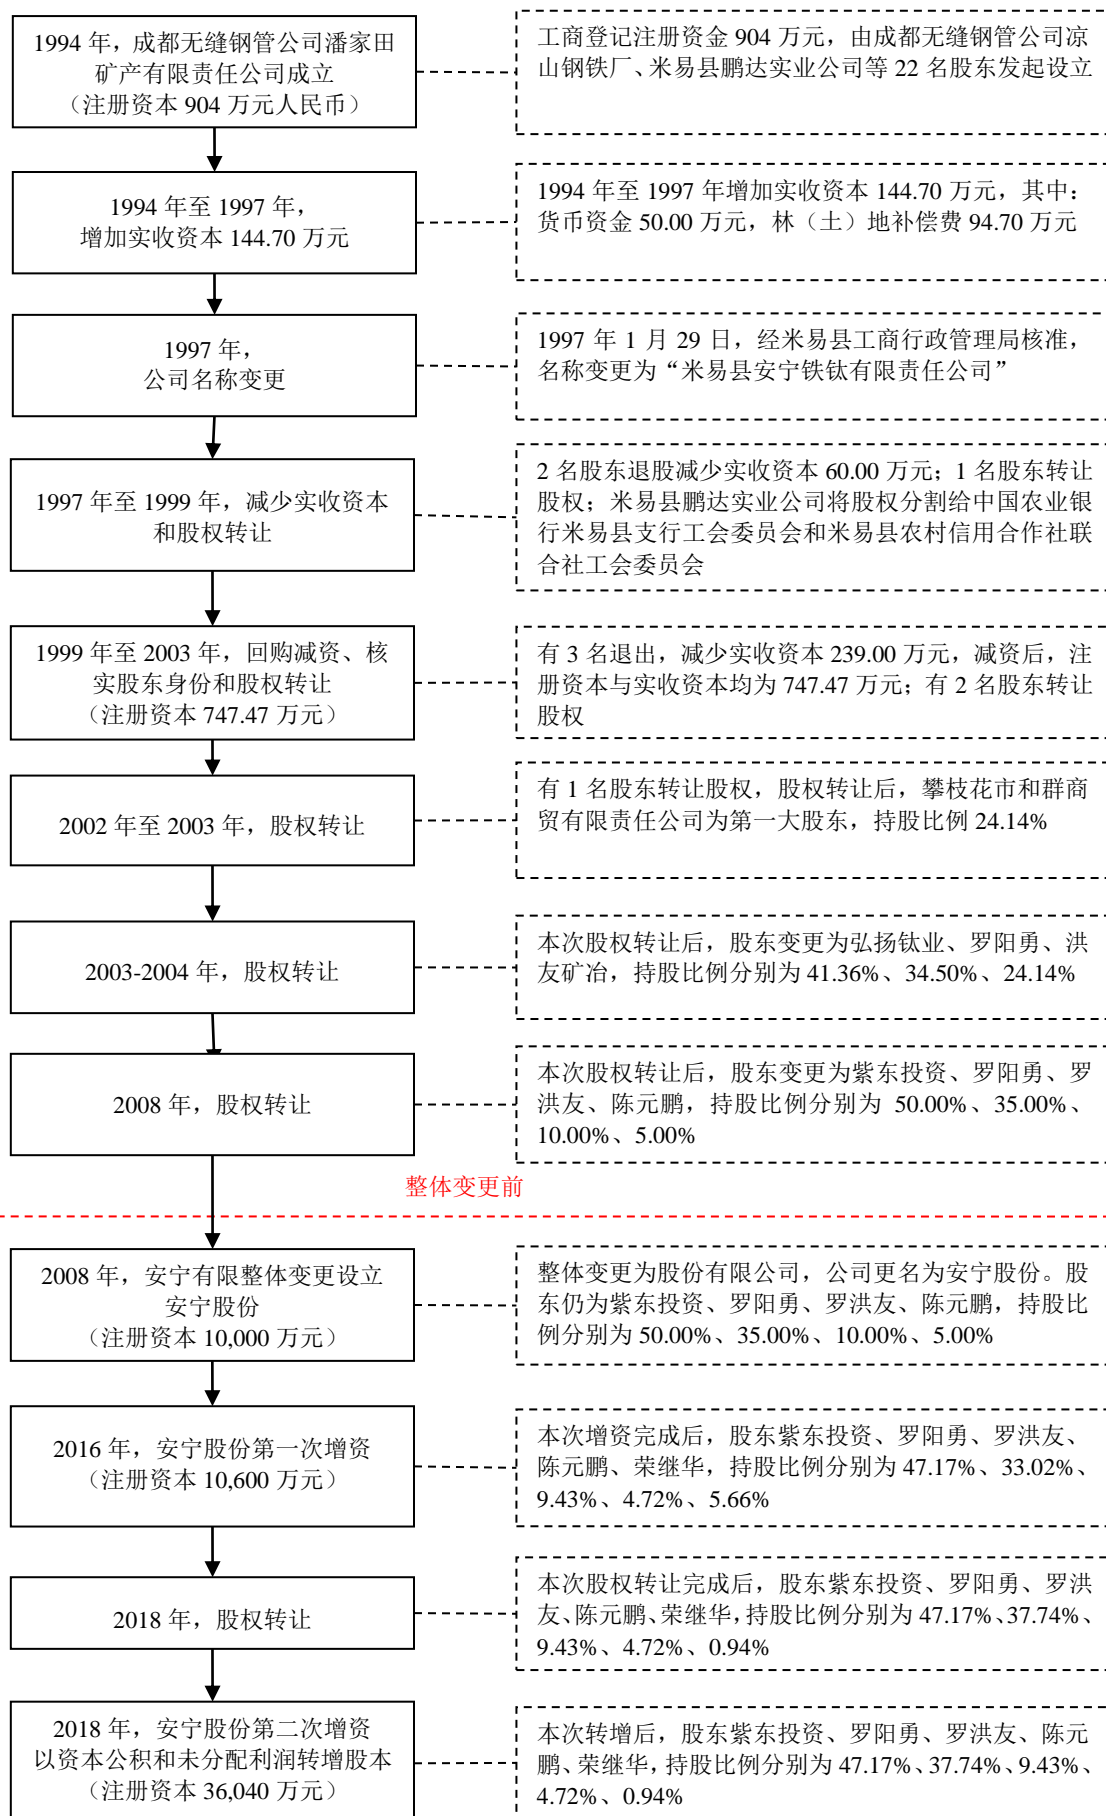 1994 年，成都无缝钢管公司潘家田
矿产有限责任公司成立
（注册资本 904 万元人民币）
工商登记注册资金 904 万元，由成都无缝钢管公司凉
山钢铁厂、米易县鹏达实业公司等 22 名股东发起设立
1994 年至 1997 年，
增加实收资本 144.70 万元
1994 年至 1997 年增加实收资本 144.70 万元，其中：
货币资金 50.00 万元，林（土）地补偿费 94.70 万元
1997 年，
公司名称变更
1997 年 1 月 29 日，经米易县工商行政管理局核准，
名称变更为“米易县安宁铁钛有限责任公司”
1997 年至 1999 年，减少实收资本
和股权转让
2 名股东退股减少实收资本 60.00 万元；1 名股东转让
股权；米易县鹏达实业公司将股权分割给中国农业银
行米易县支行工会委员会和米易县农村信用合作社联
合社工会委员会
1999 年至 2003 年，回购减资、核
实股东身份和股权转让
（注册资本 747.47 万元）
有 3 名退出，减少实收资本 239.00 万元，减资后，注
册资本与实收资本均为 747.47 万元；有 2 名股东转让
股权
2002 年至 2003 年，股权转让
有 1 名股东转让股权，股权转让后，攀枝花市和群商
贸有限责任公司为第一大股东，持股比例 24.14%
2003-2004 年，股权转让
本次股权转让后，股东变更为弘扬钛业、罗阳勇、洪
友矿冶，持股比例分别为 41.36%、34.50%、24.14%
2008 年，股权转让
本次股权转让后，股东变更为紫东投资、罗阳勇、罗
洪友、陈元鹏，持股比例分别为 50.00%、35.00%、
10.00%、5.00%
整体变更前
2008 年，安宁有限整体变更设立
安宁股份
（注册资本 10,000 万元）
整体变更为股份有限公司，公司更名为安宁股份。股
东仍为紫东投资、罗阳勇、罗洪友、陈元鹏，持股比
例分别为 50.00%、35.00%、10.00%、5.00%
2016 年，安宁股份第一次增资
（注册资本 10,600 万元）
本次增资完成后，股东紫东投资、罗阳勇、罗洪友、
陈元鹏、荣继华，持股比例分别为 47.17%、33.02%、
9.43%、4.72%、5.66%
2018 年，股权转让
本次股权转让完成后，股东紫东投资、罗阳勇、罗洪
友、陈元鹏、荣继华，持股比例分别为 47.17%、37.74%、
9.43%、4.72%、0.94%
2018 年，安宁股份第二次增资
以资本公积和未分配利润转增股本
（注册资本 36,040 万元）
本次转增后，股东紫东投资、罗阳勇、罗洪友、陈元
鹏、荣继华，持股比例分别为 47.17%、37.74%、9.43%、
4.72%、0.94%